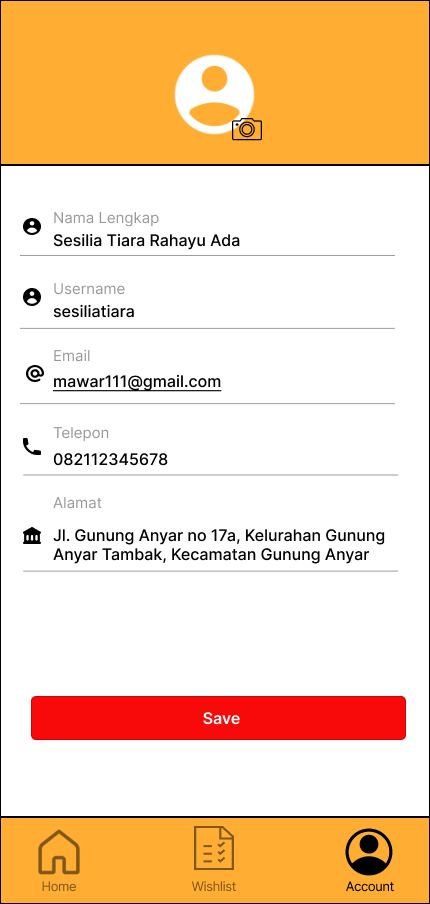 Nama Lengkap
Sesilia Tiara Rahayu Ada
Username
sesiliatiara
Email
mawar111@gmail.com
Telepon
082112345678
Alamat
Jl. Gunung Anyar no 17a, Kelurahan Gunung
Anyar Tambak, Kecamatan Gunung Anyar
Save
Home
Wishlist
Account